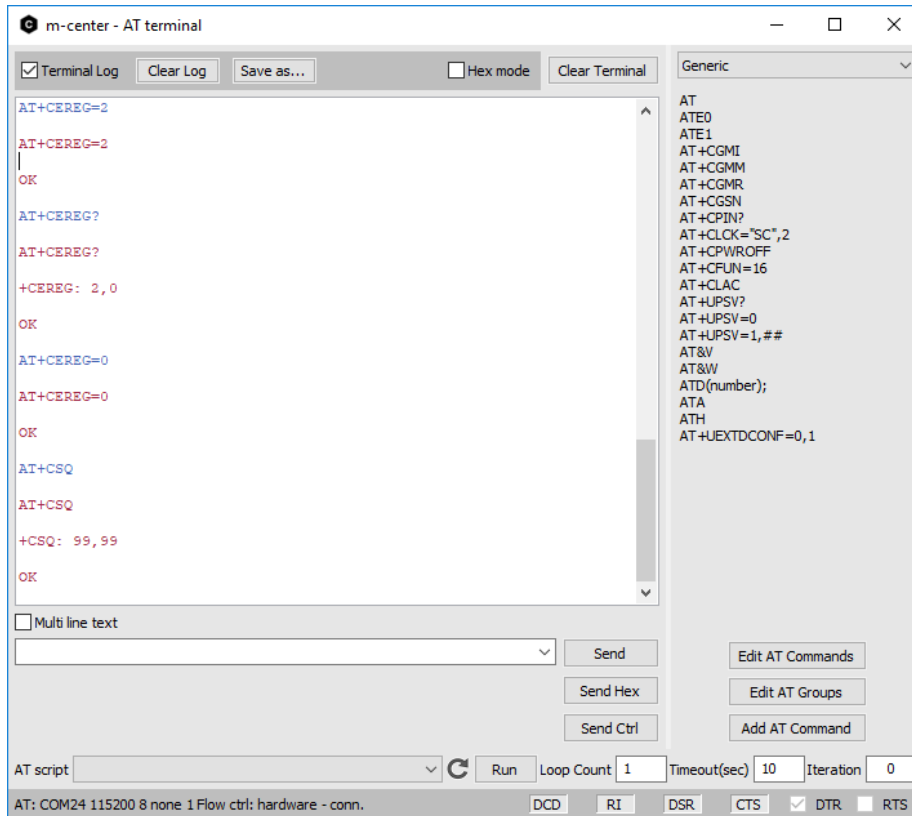 m-center - AT terminal
Terminal Log Clear Log Save as... Hex mode Clear Terminal
AT+CEREG=2
AT+CEREG=2
OK
AT+CEREG?
AT+CEREG?
+CEREG: 2,0
OK
AT+CEREG=0
AT+CEREG=0
OK
AT+CSQ
AT+CSQ
+CSQ: 99,99
OK
Multi line text
Send
Send Hex
Send Ctrl
Generic
AT
ATE0
ATE1
AT+CGMI
AT+CGMM
AT+CGMR
AT+CGSN
AT+CPIN?
AT+CLCK="SC",2
AT+CPWROFF
AT+CFUN=16
AT+CLAC
AT+UPSV?
AT+UPSV=0
AT+UPSV=1,##
AT&V
AT&W
ATD(number);
ATA
ATH
AT+UEXTDCONF=0,1
Edit AT Commands
Edit AT Groups
Add AT Command
AT script Run Loop Count 1 Timeout(sec) 10 Iteration 0
AT: COM24 115200 8 none 1 Flow ctrl: hardware - conn. DCD RI DSR CTS DTR RTS